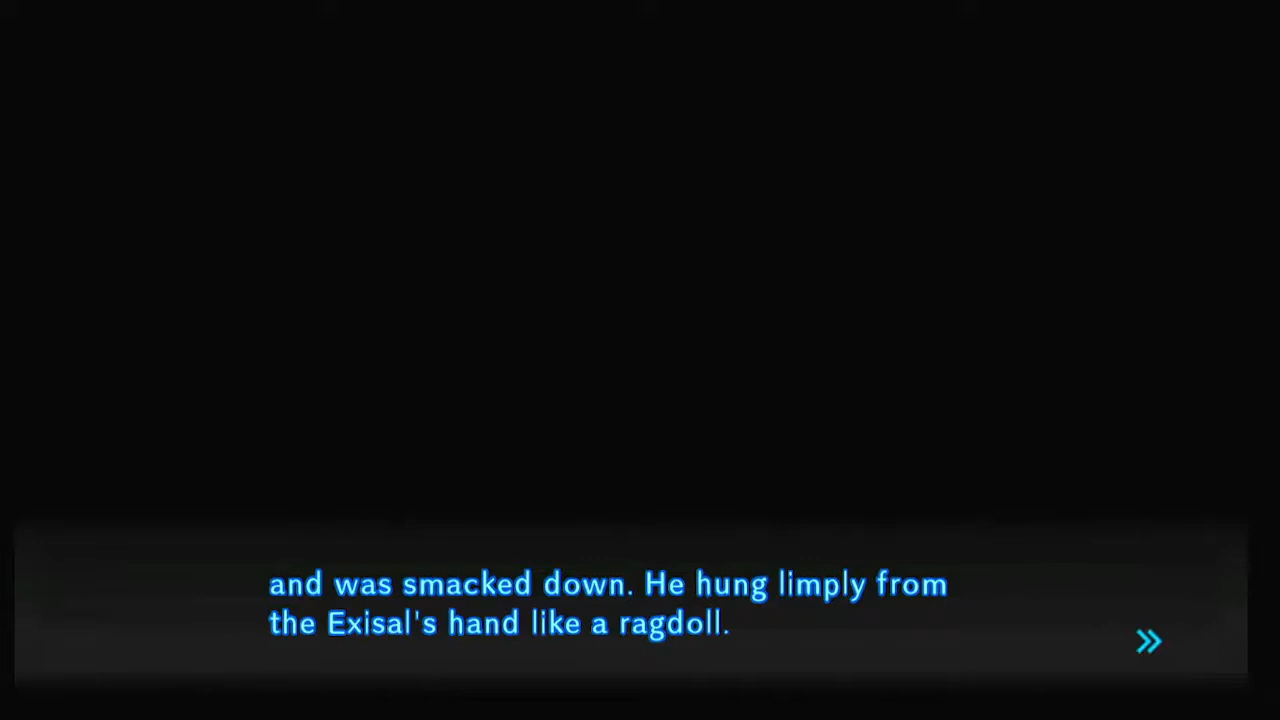 and was smacked down. He hung limply from
the Exisal's hand like a ragdoll.